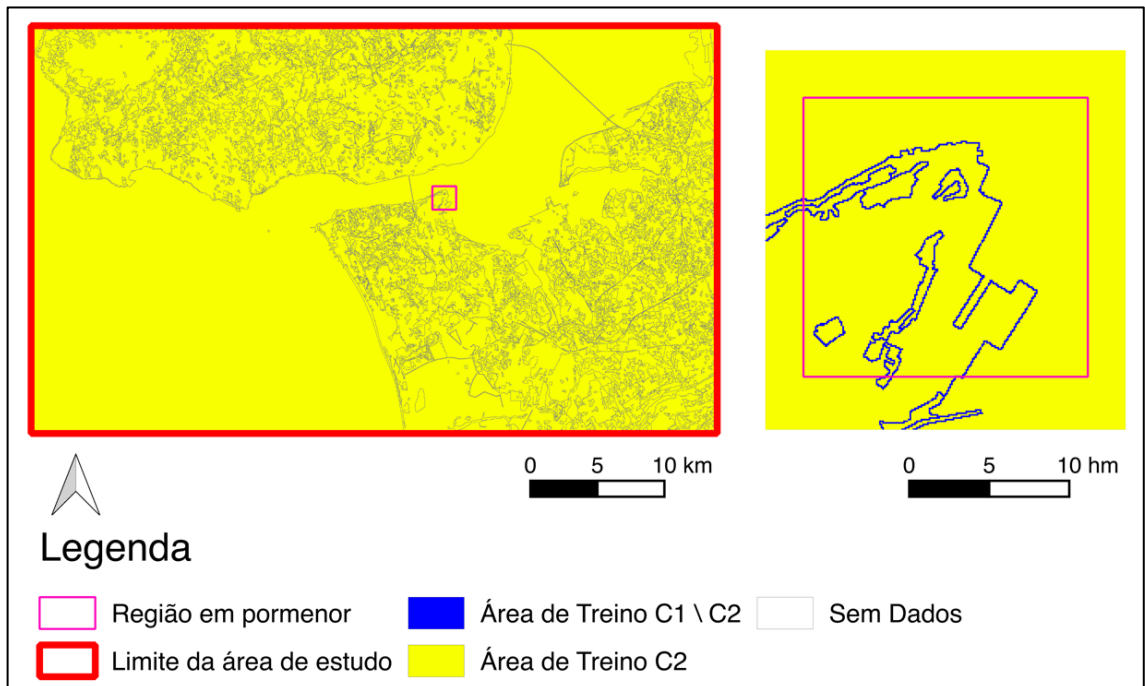 0 5 10 km
0 5 10 hm
Legenda
Região em pormenor
Área de Treino C1 \ C2
Sem Dados
Limite da área de estudo
Área de Treino C2